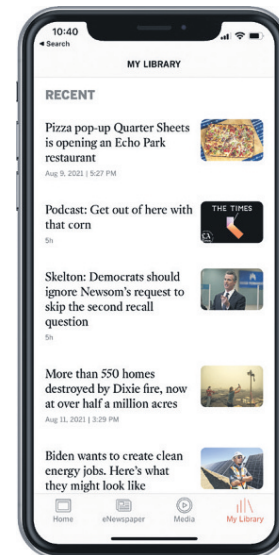 10:40
Search
MY LIBRARY
RECENT
Pizza pop-up Quarter Sheets
is opening an Echo Park
restaurant
Aug 9, 2021 | 5:27 PM
THE TIMES
Podcast: Get out of here with
that corn
5h
Skelton: Democrats should
ignore Newsom's request to
skip the second recall
question
5h
More than 550 homes
destroyed by Dixie fire, now
at over half a million acres
Aug 11, 2021 | 3:29 PM
Biden wants to create clean
energy jobs. Here's what
they might look like
Home
eNewspaper
Media
My Library